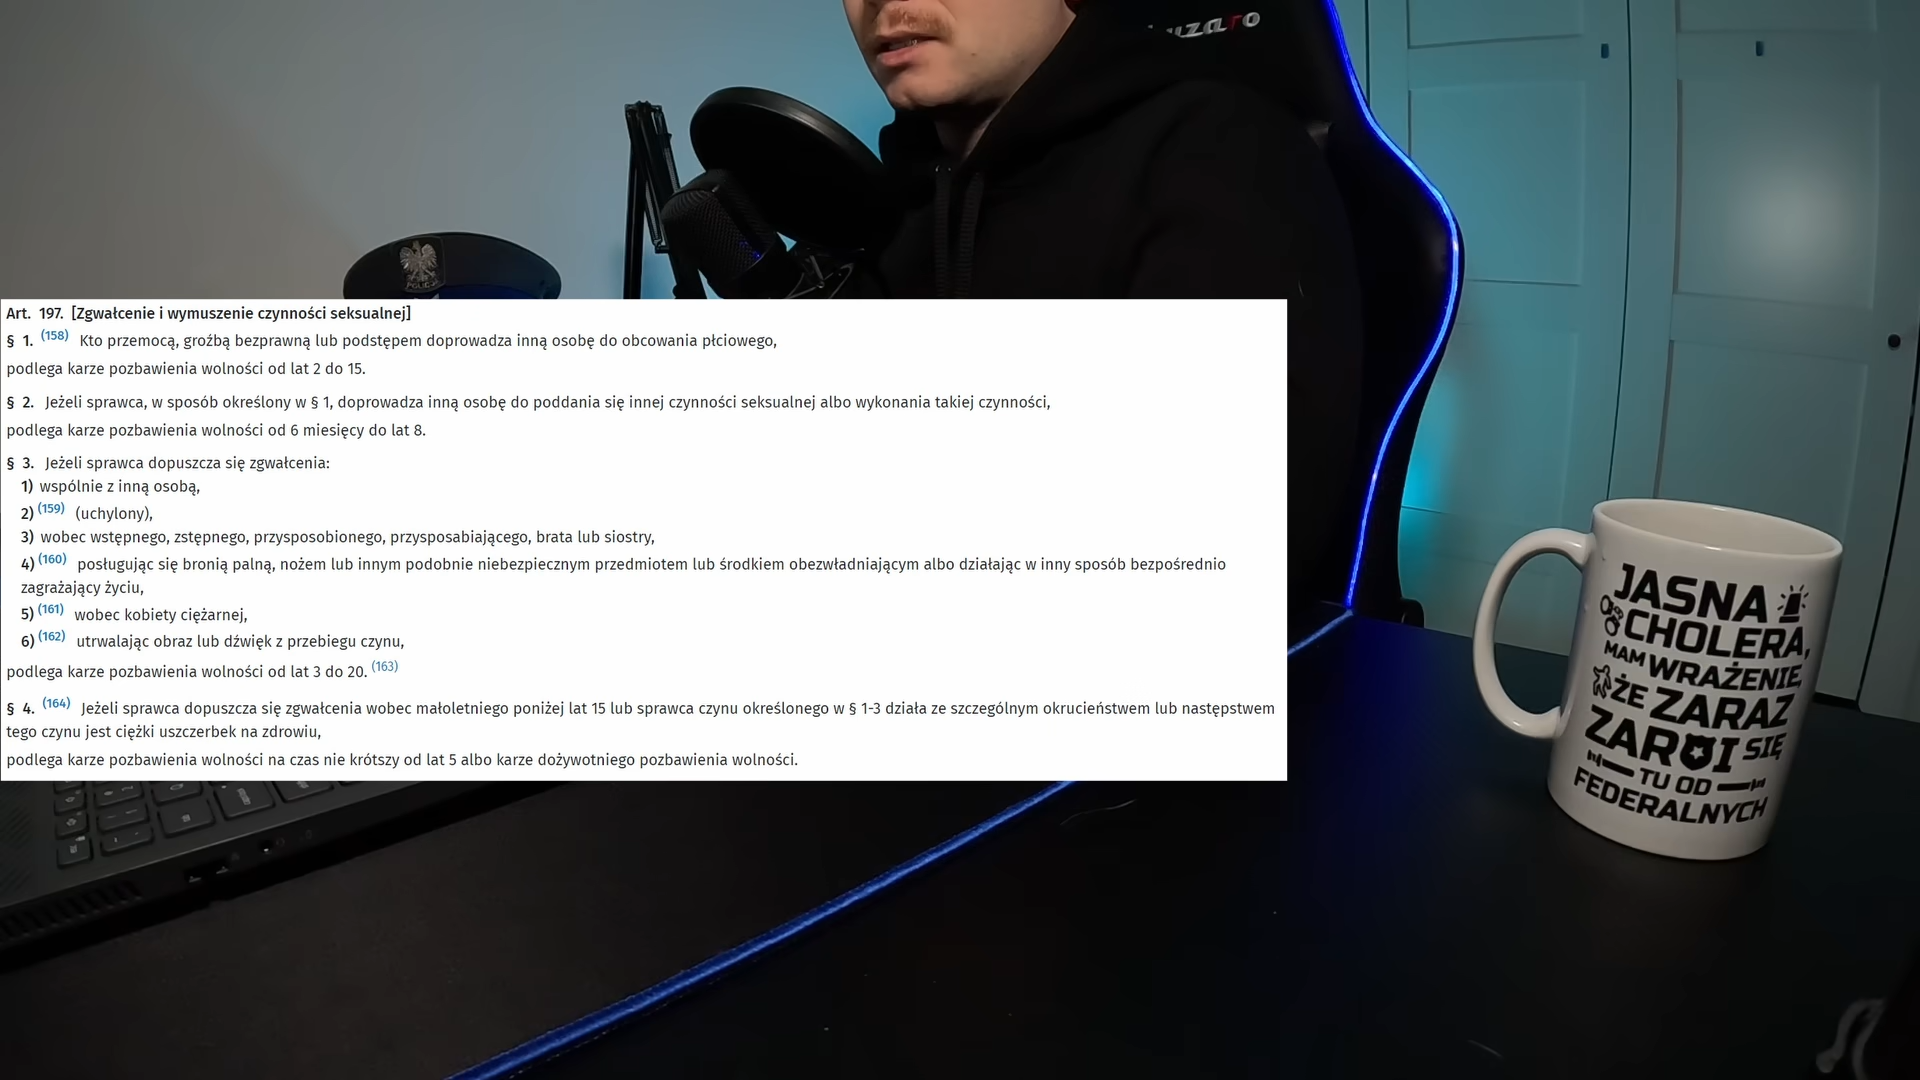 POLICJA
Art. 197. [Zgwałcenie i wymuszenie czynności seksualnej]
§ 1. (158) Kto przemocą, groźbą bezprawną lub podstępem doprowadza inną osobę do obcowania płciowego,
podlega karze pozbawienia wolności od lat 2 do 15.
§ 2. Jeżeli sprawca, w sposób określony w § 1, doprowadza inną osobę do poddania się innej czynności seksualnej albo wykonania takiej czynności,
podlega karze pozbawienia wolności od 6 miesięcy do lat 8.
§ 3. Jeżeli sprawca dopuszcza się zgwałcenia:
1) wspólnie z inną osobą,
2) (159) (uchylony),
3) wobec wstępnego, zstępnego, przysposobionego, przysposabiającego, brata lub siostry,
4) (160) posługując się bronią palną, nożem lub innym podobnie niebezpiecznym przedmiotem lub środkiem obezwładniającym albo działając w inny sposób bezpośrednio
zagrażający życiu,
5) (161) wobec kobiety ciężarnej,
6) (162) utrwalając obraz lub dźwięk z przebiegu czynu,
podlega karze pozbawienia wolności od lat 3 do 20. (163)
§ 4. (164) Jeżeli sprawca dopuszcza się zgwałcenia wobec małoletniego poniżej lat 15 lub sprawca czynu określonego w § 1-3 działa ze szczególnym okrucieństwem lub następstwem
tego czynu jest ciężki uszczerbek na zdrowiu,
podlega karze pozbawienia wolności na czas nie krótszy od lat 5 albo karze dożywotniego pozbawienia wolności.
JASNA
CHOLERA,
MAM WRAŻENIE,
ŻE ZARAZ
ZAROI SIĘ
TU OD
FEDERALNYCH